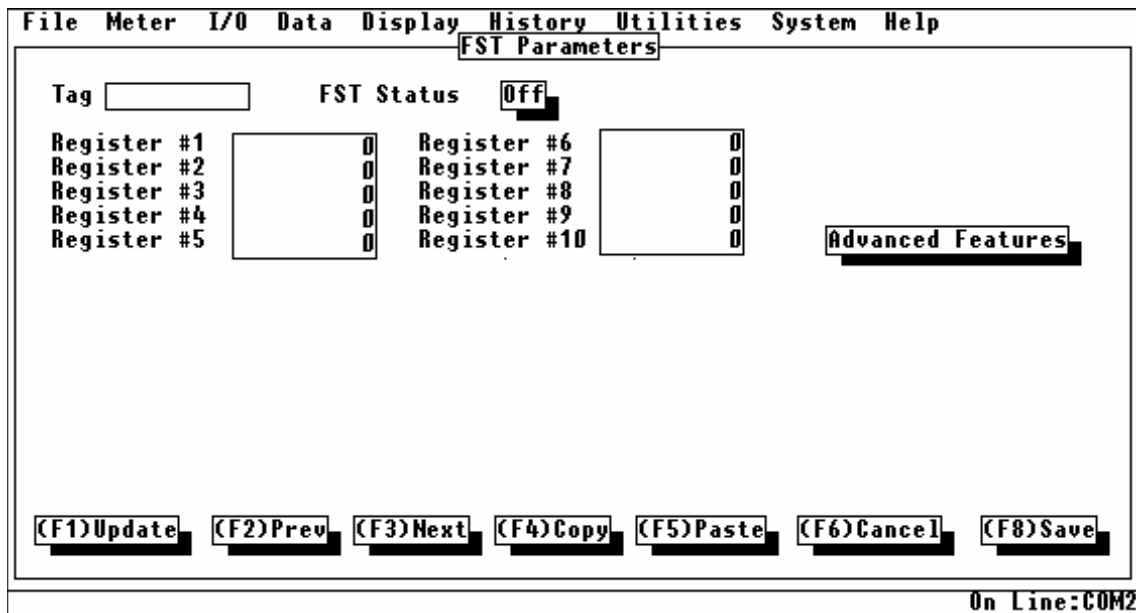 File Meter I/O Data Display History Utilities System Help
FST Parameters
Tag FST Status Off
Register #1 0 Register #6 0
Register #2 0 Register #7 0
Register #3 0 Register #8 0
Register #4 0 Register #9 0
Register #5 0 Register #10 0 Advanced Features
(F1)Update (F2)Prev (F3)Next (F4)Copy (F5)Paste (F6)Cancel (F8)Save
On Line:COM2